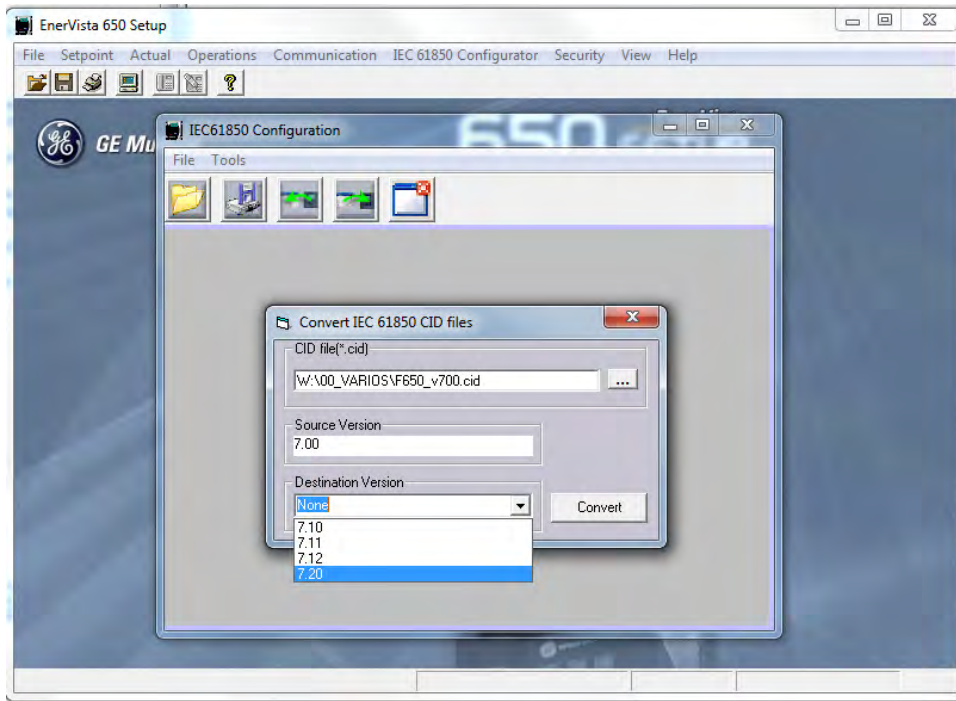 EnerVista 650 Setup
File Setpoint Actual Operations Communication IEC 61850 Configurator Security View Help
GE Mu
650
IEC61850 Configuration
File Tools
Convert IEC 61850 CID files
CID file(*.cid)
W:\00_VARIOS\F650_v700.cid
...
Source Version
7.00
Destination Version
None
Convert
7.10
7.11
7.12
7.20